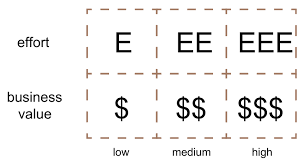 effort E EE EEE
business
value $ $$ $$$
low medium high